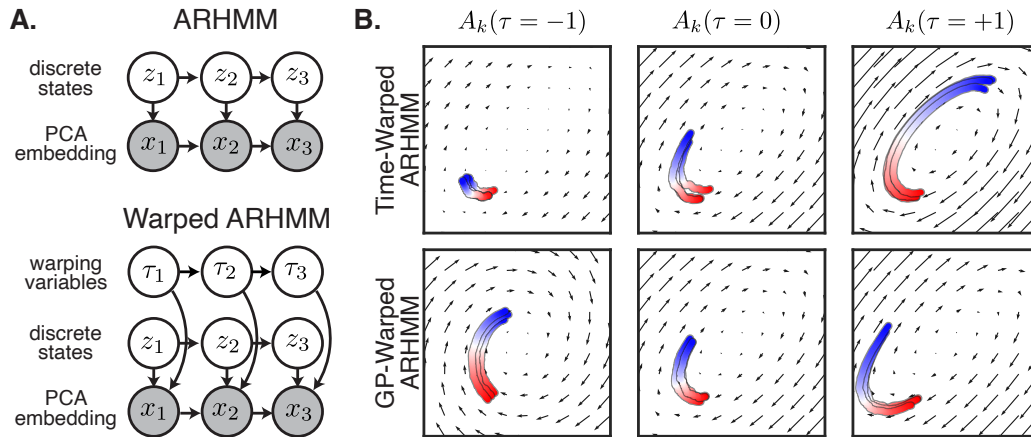 A.
ARHMM
discrete
states
z₁ z₂ z₃
PCA
embedding
x₁ x₂ x₃
Warped ARHMM
warping
variables
τ₁ τ₂ τ₃
discrete
states
z₁ z₂ z₃
PCA
embedding
x₁ x₂ x₃
B.
Aₖ(τ = −1) Aₖ(τ = 0) Aₖ(τ = +1)
Time-Warped
ARHMM
GP-Warped
ARHMM